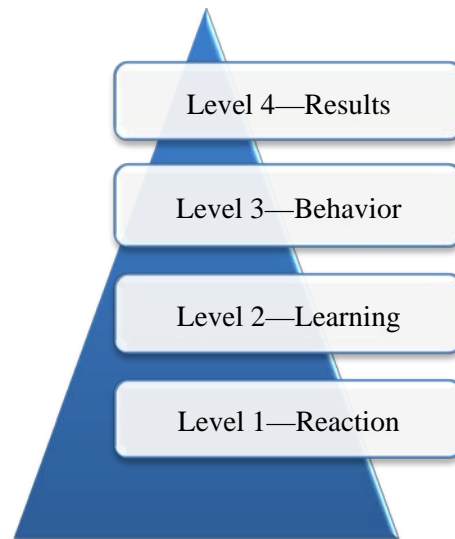 Level 4—Results
Level 3—Behavior
Level 2—Learning
Level 1—Reaction